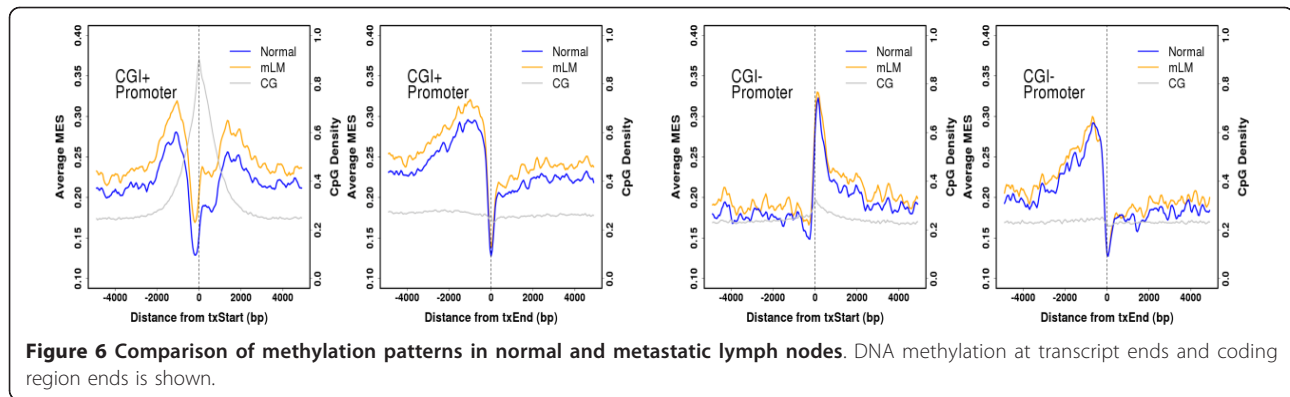 0.40
0.35
0.30
0.25
0.20
0.15
0.10
Average MES
CGI+
Promoter
Normal
mLM
CG
1.0
0.8
0.6
0.4
0.2
0.0
CpG Density
-4000 -2000 0 2000 4000
Distance from txStart (bp)
0.40
0.35
0.30
0.25
0.20
0.15
0.10
Average MES
CGI+
Promoter
Normal
mLM
CG
1.0
0.8
0.6
0.4
0.2
0.0
CpG Density
-4000 -2000 0 2000 4000
Distance from txEnd (bp)
0.40
0.35
0.30
0.25
0.20
0.15
0.10
Average MES
CGI-
Promoter
Normal
mLM
CG
1.0
0.8
0.6
0.4
0.2
0.0
CpG Density
-4000 -2000 0 2000 4000
Distance from txStart (bp)
0.40
0.35
0.30
0.25
0.20
0.15
0.10
Average MES
CGI-
Promoter
Normal
mLM
CG
1.0
0.8
0.6
0.4
0.2
0.0
CpG Density
-4000 -2000 0 2000 4000
Distance from txEnd (bp)
Figure 6 Comparison of methylation patterns in normal and metastatic lymph nodes. DNA methylation at transcript ends and coding
region ends is shown.